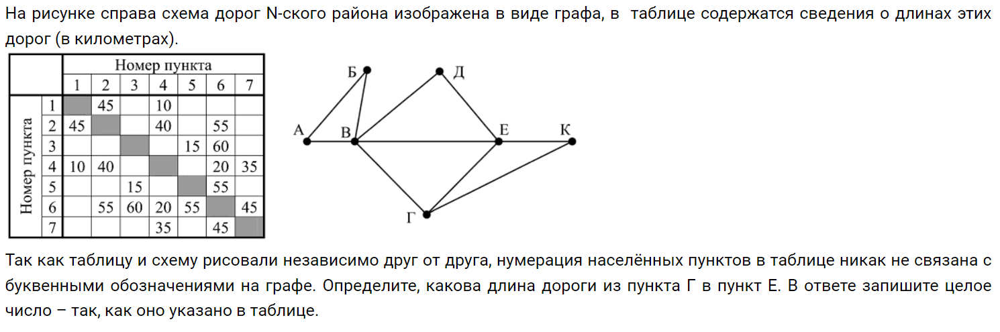 На рисунке справа схема дорог N-ского района изображена в виде графа, в таблице содержатся сведения о длинах этих
дорог (в километрах).
Номер пункта
1 2 3 4 5 6 7
Номер пункта
1 45 10
2 45 40 55
3 15 60
4 10 40 20 35
5 15 55
6 55 60 20 55 45
7 35 45
Б Д
А В Е К
Г
Так как таблицу и схему рисовали независимо друг от друга, нумерация населённых пунктов в таблице никак не связана с
буквенными обозначениями на графе. Определите, какова длина дороги из пункта Г в пункт Е. В ответе запишите целое
число – так, как оно указано в таблице.